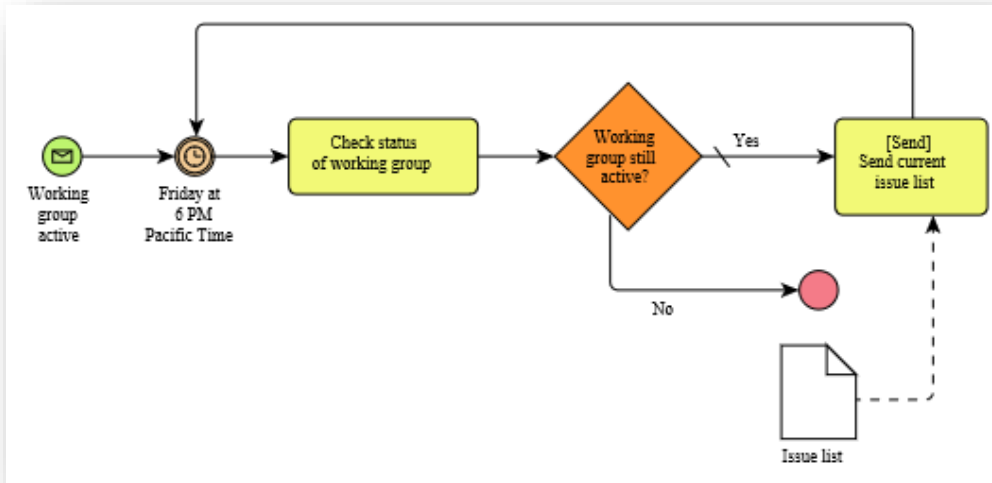 Working
group
active
Friday at
6 PM
Pacific Time
Check status
of working group
Working
group still
active?
Yes
[Send]
Send current
issue list
No
Issue list